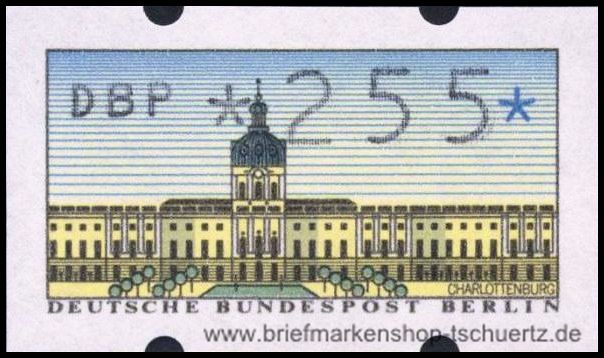 DBP *255*
CHARLOTTENBURG
DEUTSCHE BUNDESPOST BERLIN
www.briefmarkenshop-tschuertz.de